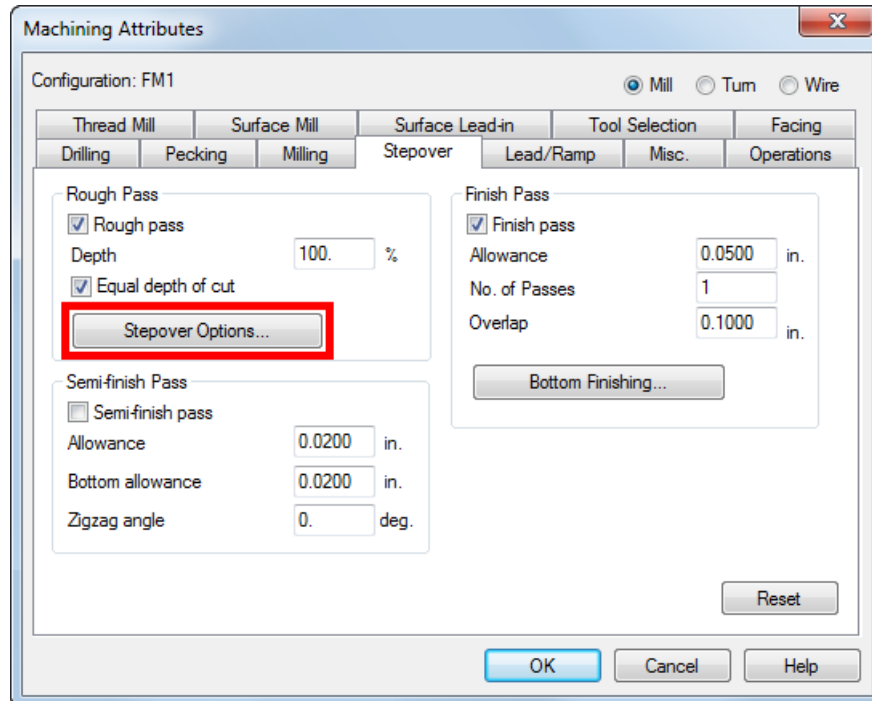 Machining Attributes
Configuration: FM1
Mill Turn Wire
Thread Mill Surface Mill Surface Lead-in Tool Selection Facing
Drilling Pecking Milling Stepover Lead/Ramp Misc. Operations
Rough Pass
Rough pass
Depth 100. %
Equal depth of cut
Stepover Options...
Semi-finish Pass
Semi-finish pass
Allowance 0.0200 in.
Bottom allowance 0.0200 in.
Zigzag angle 0. deg.
Finish Pass
Finish pass
Allowance 0.0500 in.
No. of Passes 1
Overlap 0.1000 in.
Bottom Finishing...
Reset
OK Cancel Help